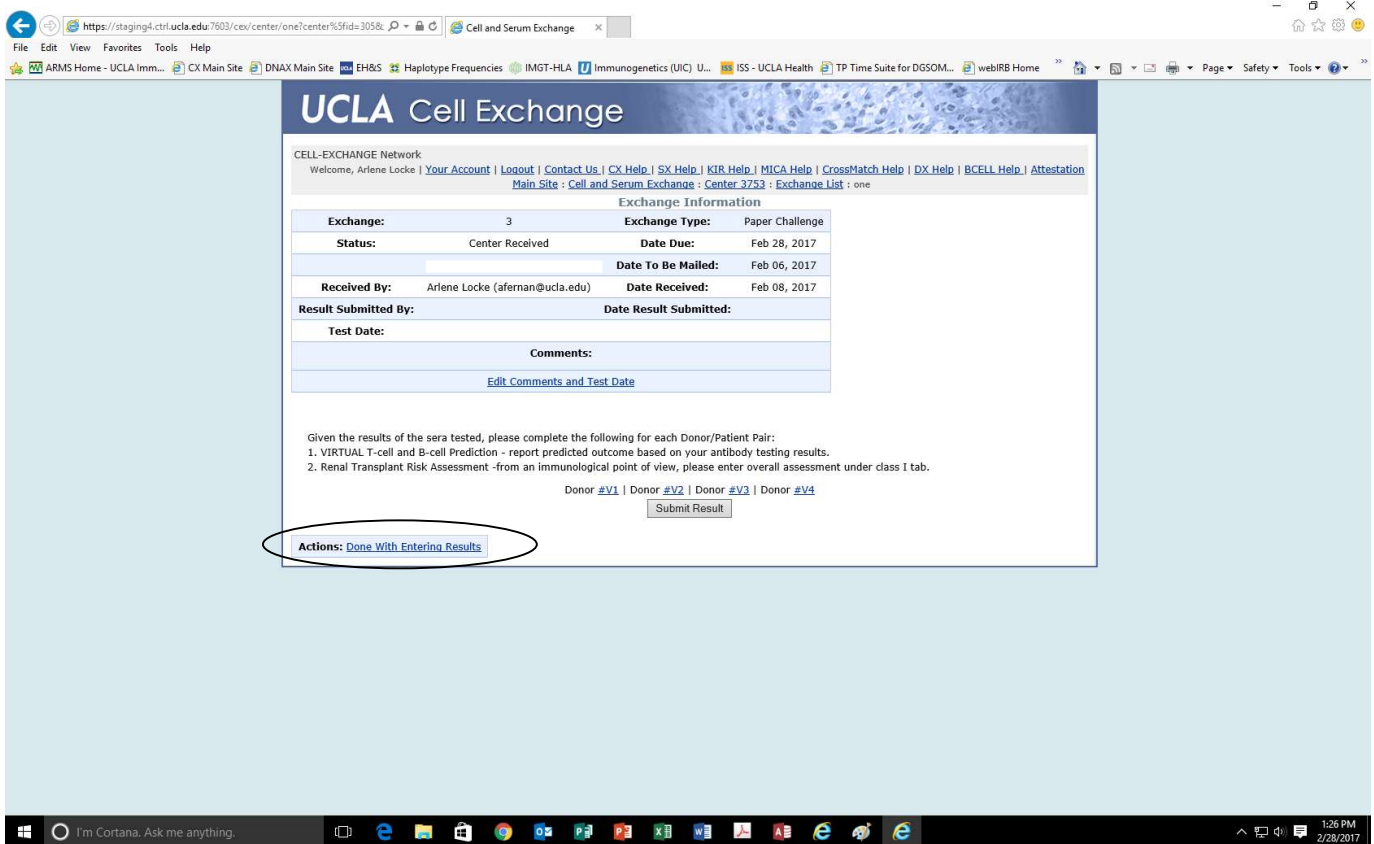 https://staging4.ctrl.ucla.edu:7603/cex/center/one?center%5fid=305&
Cell and Serum Exchange
File Edit View Favorites Tools Help
ARMS Home - UCLA Imm... CX Main Site DNAX Main Site EH&S Haplotype Frequencies IMGT-HLA Immunogenetics (UIC) U... ISS - UCLA Health TP Time Suite for DGSOM... webIRB Home Page Safety Tools
UCLA Cell Exchange
CELL-EXCHANGE Network
Welcome, Arlene Locke | Your Account | Logout | Contact Us | CX Help | SX Help | KIR Help | MICA Help | CrossMatch Help | DX Help | BCELL Help | Attestation
Main Site : Cell and Serum Exchange : Center 3753 : Exchange List : one
Exchange Information
Exchange: 3 Exchange Type: Paper Challenge
Status: Center Received Date Due: Feb 28, 2017
Date To Be Mailed: Feb 06, 2017
Received By: Arlene Locke (afernan@ucla.edu) Date Received: Feb 08, 2017
Result Submitted By: Date Result Submitted:
Test Date:
Comments:
Edit Comments and Test Date
Given the results of the sera tested, please complete the following for each Donor/Patient Pair:
1. VIRTUAL T-cell and B-cell Prediction - report predicted outcome based on your antibody testing results.
2. Renal Transplant Risk Assessment -from an immunological point of view, please enter overall assessment under class I tab.
Donor #V1 | Donor #V2 | Donor #V3 | Donor #V4
Submit Result
Actions: Done With Entering Results
I'm Cortana. Ask me anything.
1:26 PM
2/28/2017